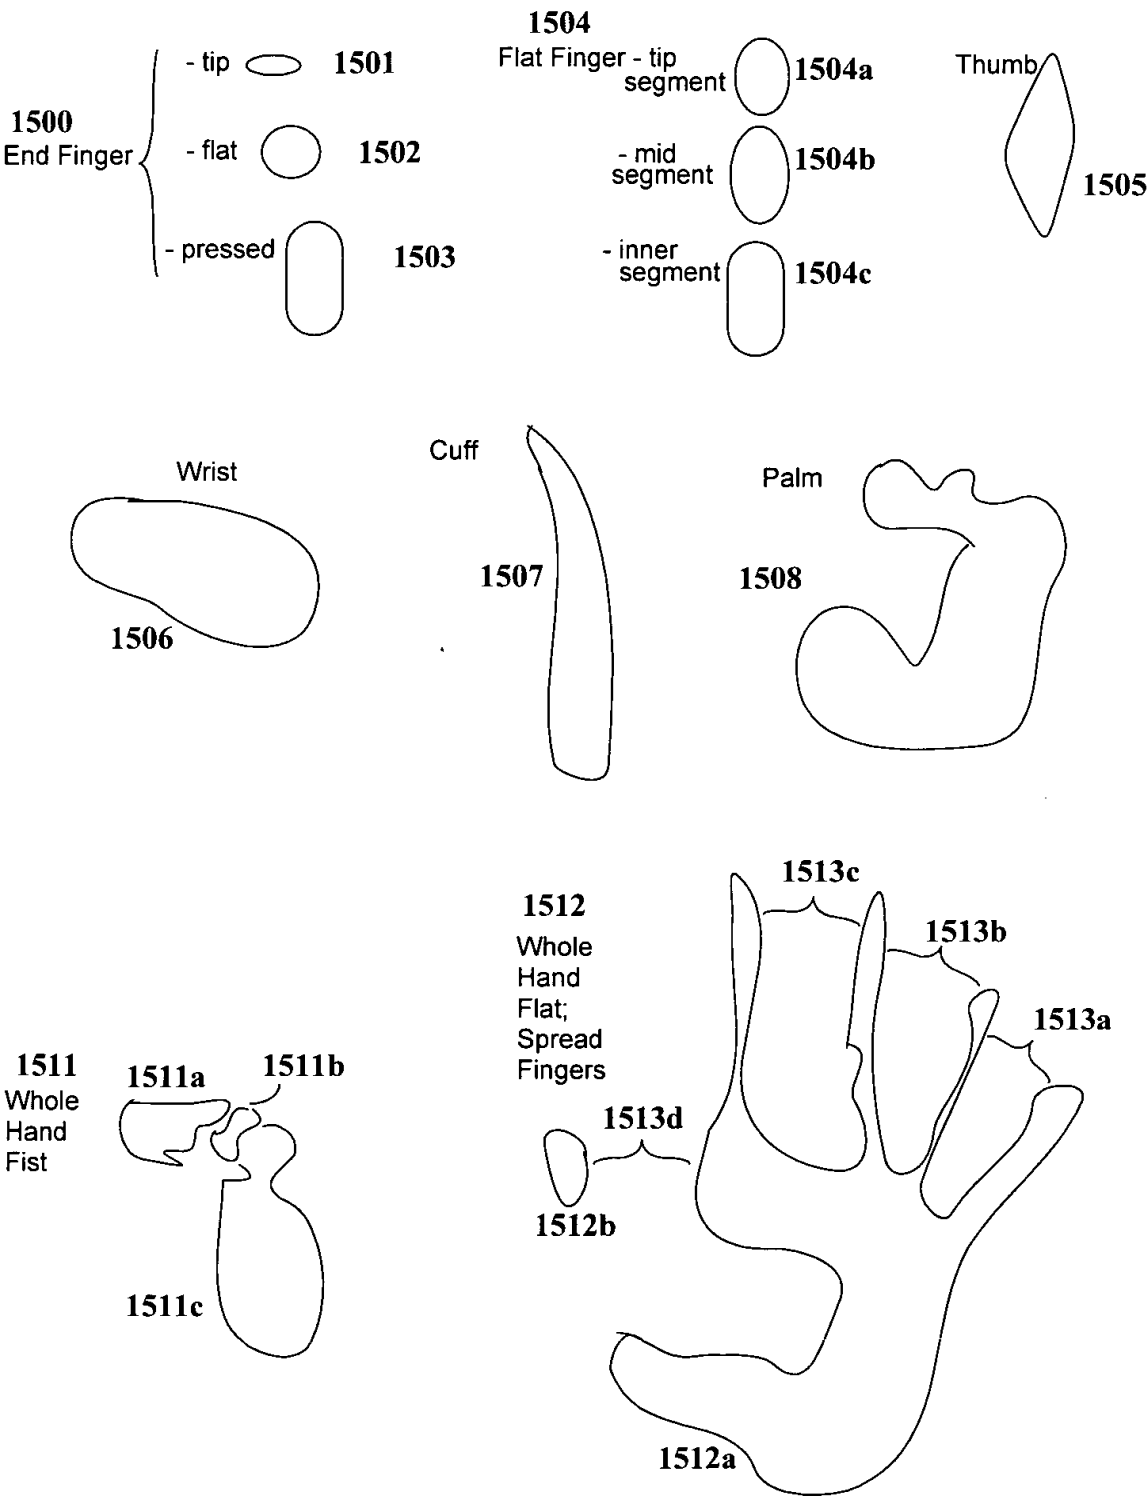 1500
End Finger
- tip 1501
- flat 1502
- pressed 1503
1504
Flat Finger - tip
segment 1504a
- mid
segment 1504b
- inner
segment 1504c
Thumb
1505
Wrist
1506
Cuff
1507
Palm
1508
1511
Whole
Hand
Fist
1511a
1511b
1511c
1512
Whole
Hand
Flat;
Spread
Fingers
1513c
1513b
1513a
1513d
1512b
1512a